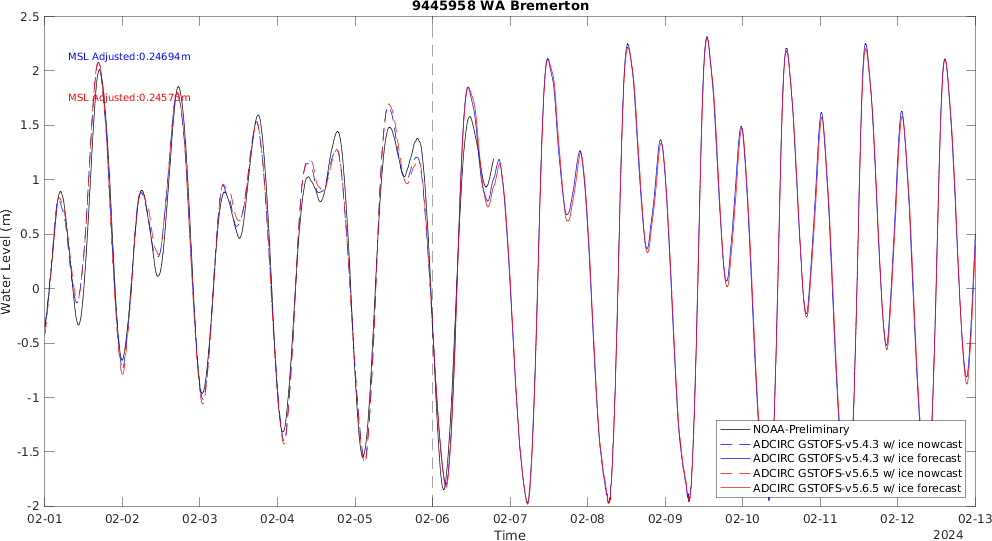 9445958 WA Bremerton
2.5
2
1.5
1
0.5
0
-0.5
-1
-1.5
-2
Water Level (m)
MSL Adjusted:0.24694m
MSL Adjusted:0.24575m
NOAA-Preliminary
ADCIRC GSTOFS-v5.4.3 w/ ice nowcast
ADCIRC GSTOFS-v5.4.3 w/ ice forecast
ADCIRC GSTOFS-v5.6.5 w/ ice nowcast
ADCIRC GSTOFS-v5.6.5 w/ ice forecast
02-01 02-02 02-03 02-04 02-05 02-06 02-07 02-08 02-09 02-10 02-11 02-12 02-13
Time
2024